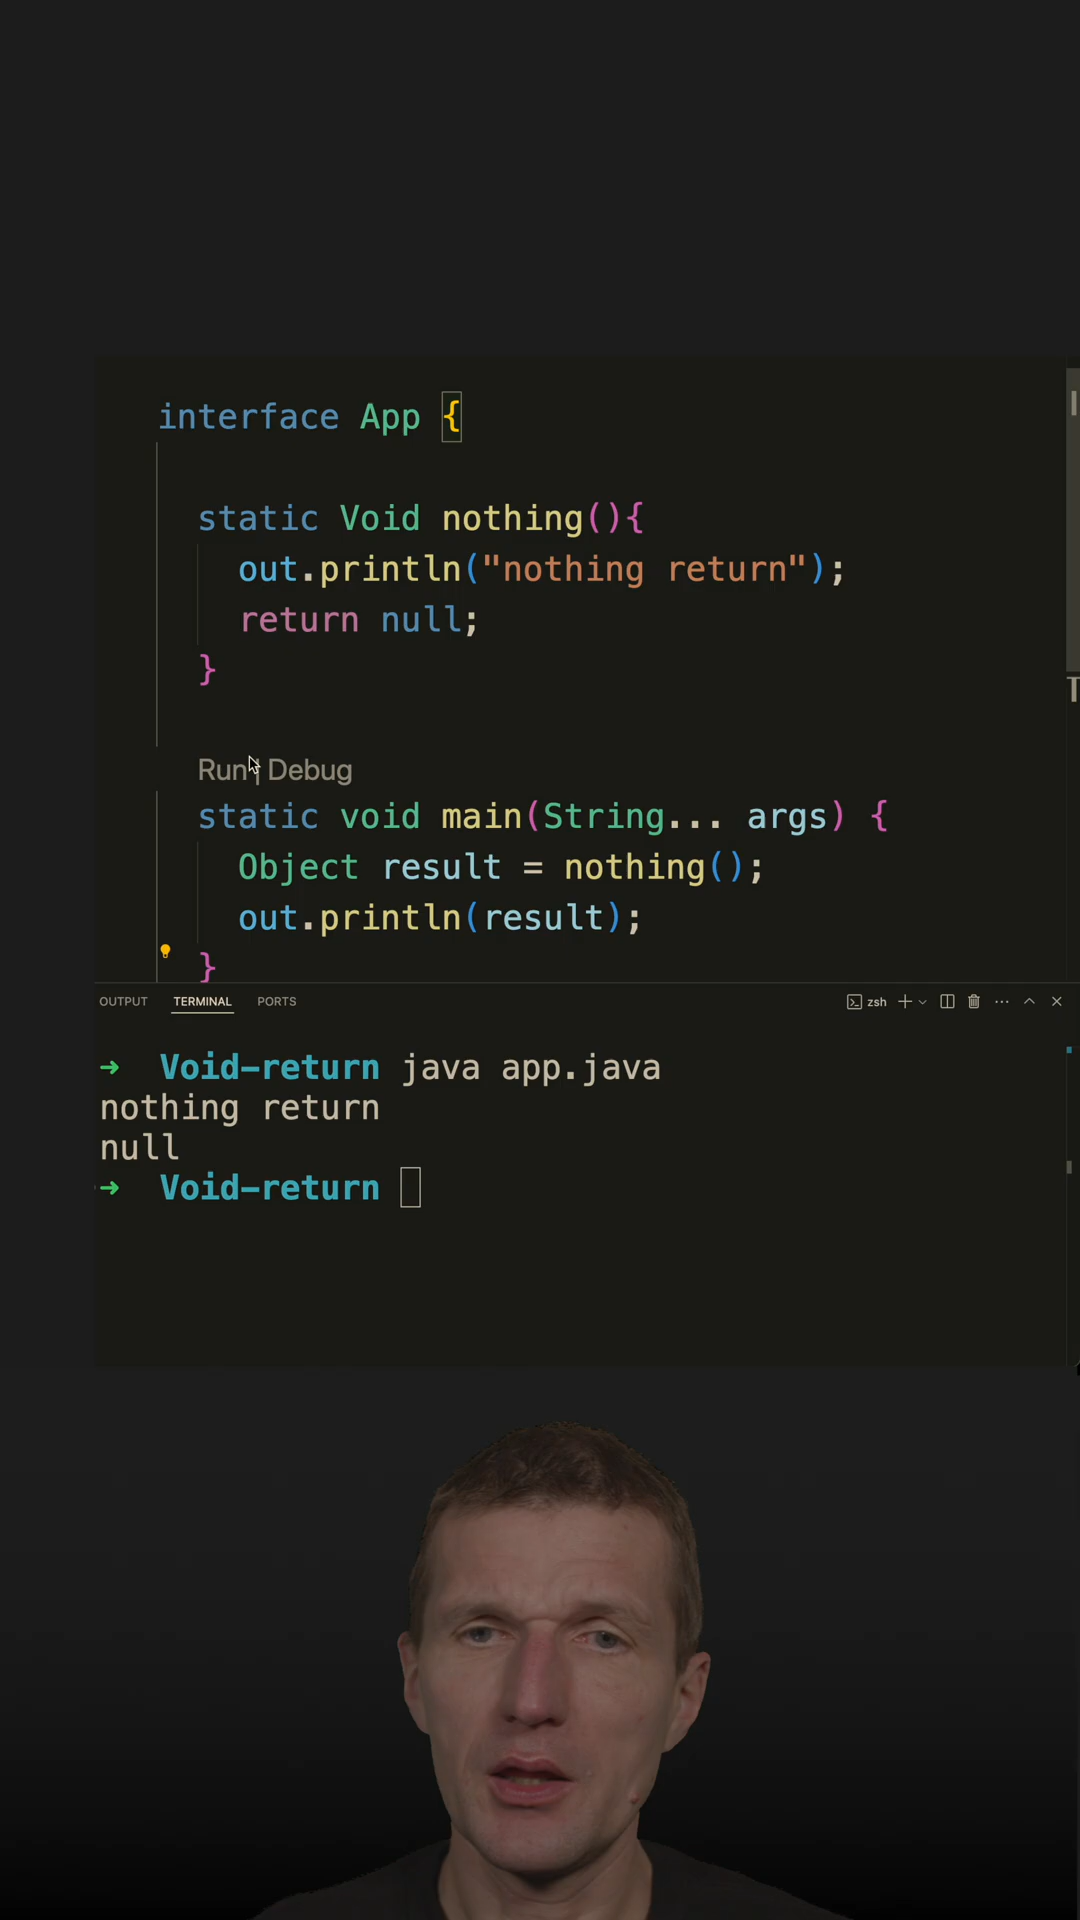 interface App {
static Void nothing(){
out.println("nothing return");
return null;
}
Run | Debug
static void main(String... args) {
Object result = nothing();
out.println(result);
}
OUTPUT TERMINAL PORTS zsh
→ Void-return java app.java
nothing return
null
→ Void-return